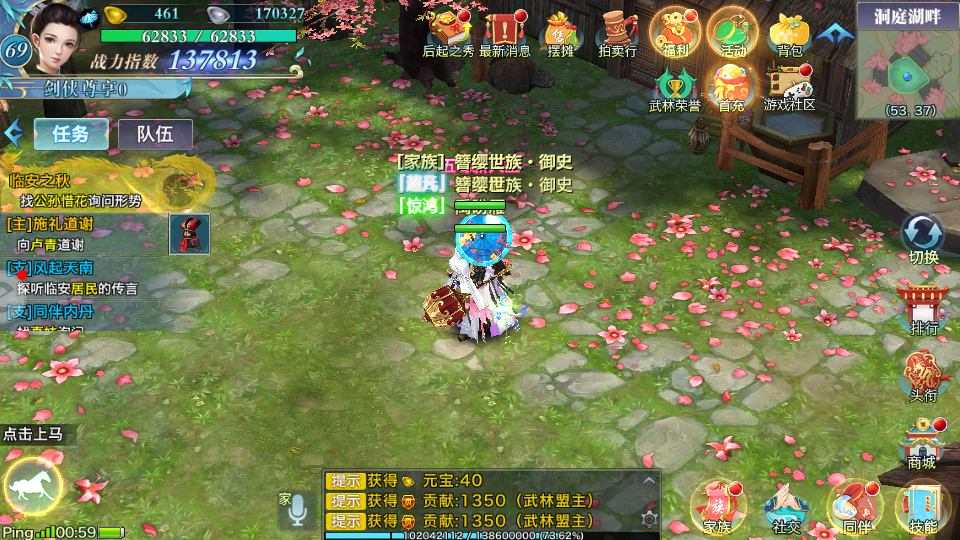 461 170327
69
62833 / 62833
战力指数 137813
剑侠尊享0
后起之秀 最新消息 摆摊 拍卖行 福利 活动 背包
售
武林荣誉 首充 游戏社区
洞庭湖畔
(53, 37)
任务 队伍
临安之秋
找公孙惜花询问形势
[主]施礼道谢
向卢青道谢
[支]风起天南
探听临安居民的传言
[支]同伴内丹
[家族] 簪缨世族·御史
簪缨世族·御史
[惊鸿]
切换
排行
头衔
商城
点击上马
Ping 00:59
家
提示 获得 元宝:40
提示 获得 贡献:1350 (武林盟主)
提示 获得 贡献:1350 (武林盟主)
102042112 / 138600000 (73.62%)
族
家族 社交 同伴 技能